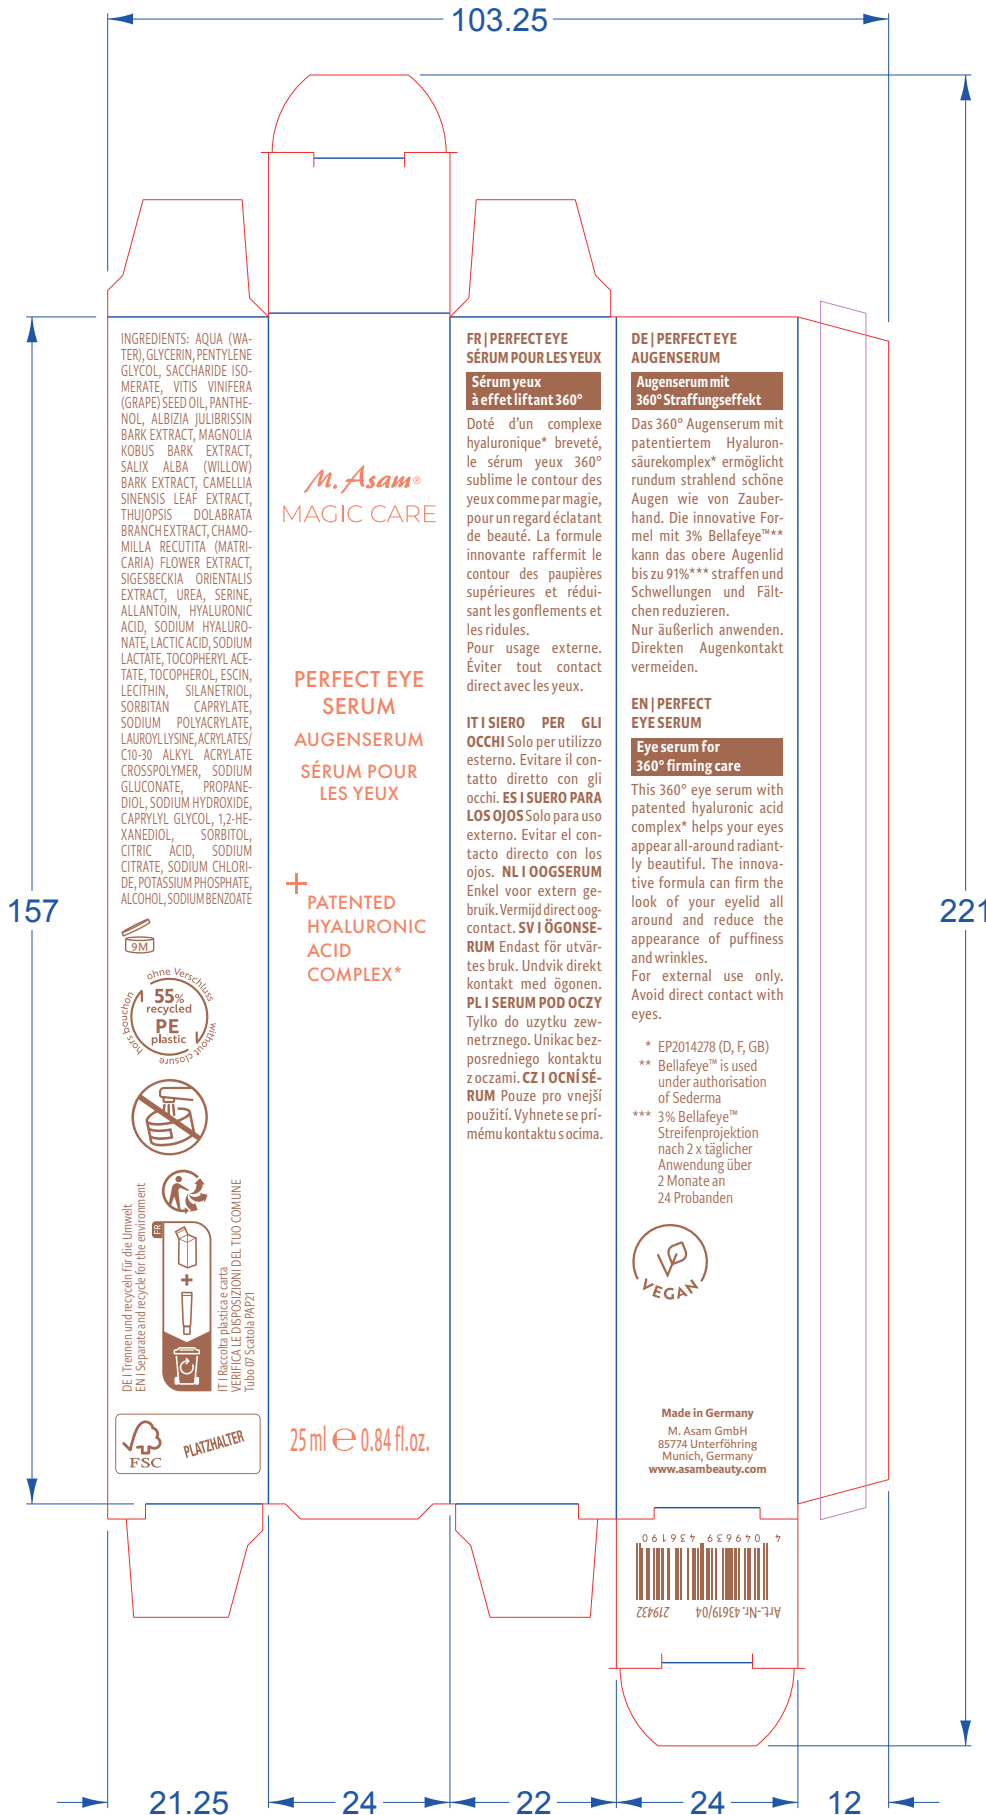 103.25
INGREDIENTS: AQUA (WA-
TER), GLYCERIN, PENTYLENE
GLYCOL, SACCHARIDE ISO-
MERATE, VITIS VINIFERA
(GRAPE) SEED OIL, PANTHE-
NOL, ALBIZIA JULIBRISSIN
BARK EXTRACT, MAGNOLIA
KOBUS BARK EXTRACT,
SALIX ALBA (WILLOW)
BARK EXTRACT, CAMELLIA
SINENSIS LEAF EXTRACT,
THUJOPSIS DOLABRATA
BRANCH EXTRACT, CHAMO-
MILLA RECUTITA (MATRI-
CARIA) FLOWER EXTRACT,
SIGESBECKIA ORIENTALIS
EXTRACT, UREA, SERINE,
ALLANTOIN, HYALURONIC
ACID, SODIUM HYALURO-
NATE, LACTIC ACID, SODIUM
LACTATE, TOCOPHERYL ACE-
TATE, TOCOPHEROL, ESCIN,
LECITHIN, SILANETRIOL,
SORBITAN CAPRYLATE,
SODIUM POLYACRYLATE,
LAUROYL LYSINE, ACRYLATES/
C10-30 ALKYL ACRYLATE
CROSSPOLYMER, SODIUM
GLUCONATE, PROPANE-
DIOL, SODIUM HYDROXIDE,
CAPRYLYL GLYCOL, 1,2-HE-
XANEDIOL, SORBITOL,
CITRIC ACID, SODIUM
CITRATE, SODIUM CHLORI-
DE, POTASSIUM PHOSPHATE,
ALCOHOL, SODIUM BENZOATE
9M
ohne Verschluss
without closure
hors bouchon
55%
recycled
PE
plastic
DE I Trennen und recyceln für die Umwelt
EN I Separate and recycle for the environment
FR
+
IT I Raccolta plastica e carta
VERIFICA LE DISPOSIZIONI DEL TUO COMUNE
Tubo 07 Scatola PAP21
FSC
PLATZHALTER
M. Asam®
MAGIC CARE
PERFECT EYE
SERUM
AUGENSERUM
SÉRUM POUR
LES YEUX
+
PATENTED
HYALURONIC
ACID
COMPLEX*
25 ml ℮ 0.84 fl.oz.
FR | PERFECT EYE
SÉRUM POUR LES YEUX
Sérum yeux
à effet liftant 360°
Doté d'un complexe
hyaluronique* breveté,
le sérum yeux 360°
sublime le contour des
yeux comme par magie,
pour un regard éclatant
de beauté. La formule
innovante raffermit le
contour des paupières
supérieures et rédui-
sant les gonflements et
les ridules.
Pour usage externe.
Éviter tout contact
direct avec les yeux.
IT I SIERO PER GLI
OCCHI Solo per utilizzo
esterno. Evitare il con-
tatto diretto con gli
occhi. ES I SUERO PARA
LOS OJOS Solo para uso
externo. Evitar el con-
tacto directo con los
ojos. NL I OOGSERUM
Enkel voor extern ge-
bruik. Vermijd direct oog-
contact. SV I ÖGONSE-
RUM Endast för utvär-
tes bruk. Undvik direkt
kontakt med ögonen.
PL I SERUM POD OCZY
Tylko do uzytku zew-
netrznego. Unikac bez-
posredniego kontaktu
z oczami. CZ I OCNÍ SÉ-
RUM Pouze pro vnejší
použití. Vyhnete se prí-
mému kontaktu s ocima.
DE | PERFECT EYE
AUGENSERUM
Augenserum mit
360° Straffungseffekt
Das 360° Augenserum mit
patentiertem Hyaluron-
säurekomplex* ermöglicht
rundum strahlend schöne
Augen wie von Zauber-
hand. Die innovative For-
mel mit 3% Bellafeye™**
kann das obere Augenlid
bis zu 91%*** straffen und
Schwellungen und Fält-
chen reduzieren.
Nur äußerlich anwenden.
Direkten Augenkontakt
vermeiden.
EN | PERFECT
EYE SERUM
Eye serum for
360° firming care
This 360° eye serum with
patented hyaluronic acid
complex* helps your eyes
appear all-around radiant-
ly beautiful. The innova-
tive formula can firm the
look of your eyelid all
around and reduce the
appearance of puffiness
and wrinkles.
For external use only.
Avoid direct contact with
eyes.
* EP2014278 (D, F, GB)
** Bellafeye™ is used
under authorisation
of Sederma
*** 3% Bellafeye™
Streifenprojektion
nach 2 x täglicher
Anwendung über
2 Monate an
24 Probanden
VEGAN
Made in Germany
M. Asam GmbH
85774 Unterföhring
Munich, Germany
www.asambeauty.com
Art.-Nr. 43619/04 219432
4 049639 436190
157
221
21.25
24
22
24
12